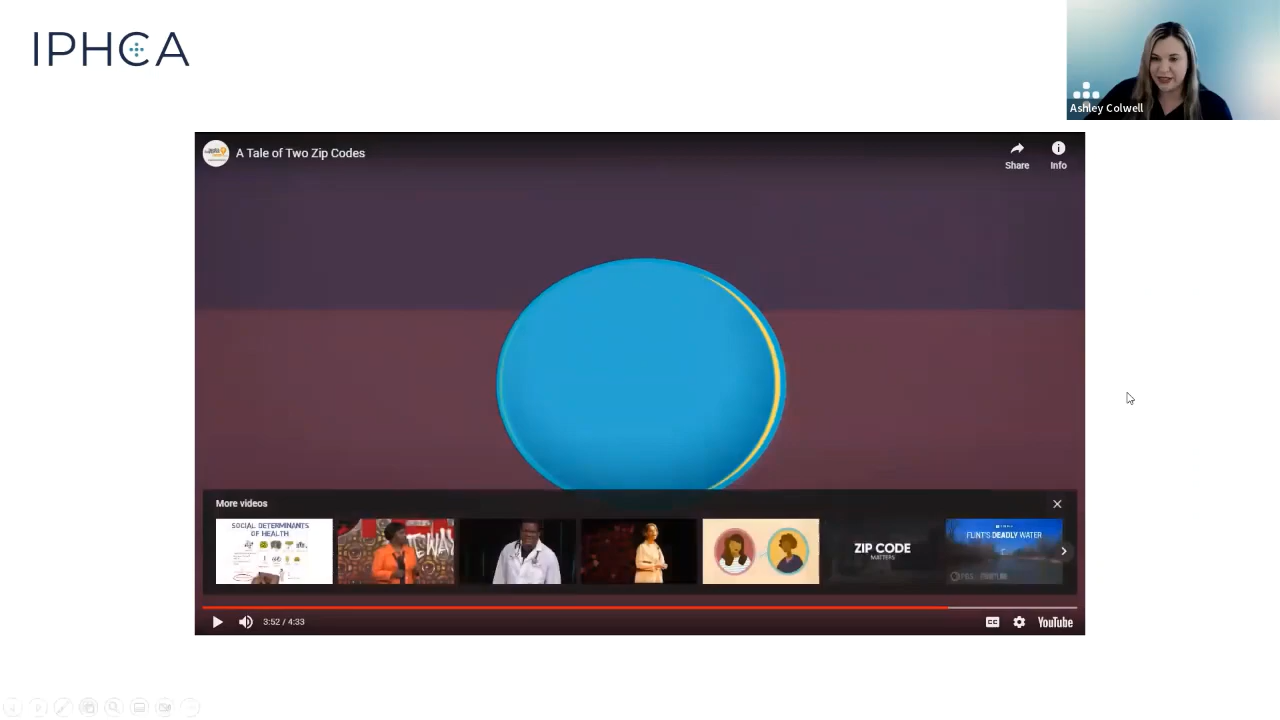 IPHCA
Ashley Colwell
A Tale of Two Zip Codes
Share
Info
More videos
SOCIAL DETERMINANTS
OF HEALTH
ZIP CODE
MATTERS
FLINT'S DEADLY WATER
3:52 / 4:33
CC
YouTube